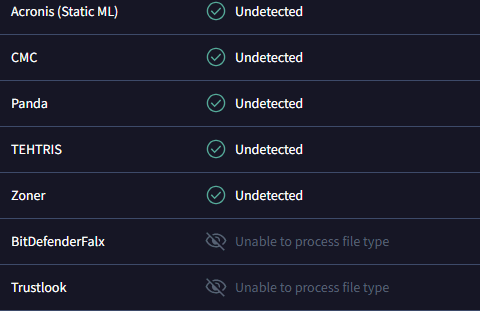 Acronis (Static ML) Undetected
CMC Undetected
Panda Undetected
TEHTRIS Undetected
Zoner Undetected
BitDefenderFalx Unable to process file type
Trustlook Unable to process file type